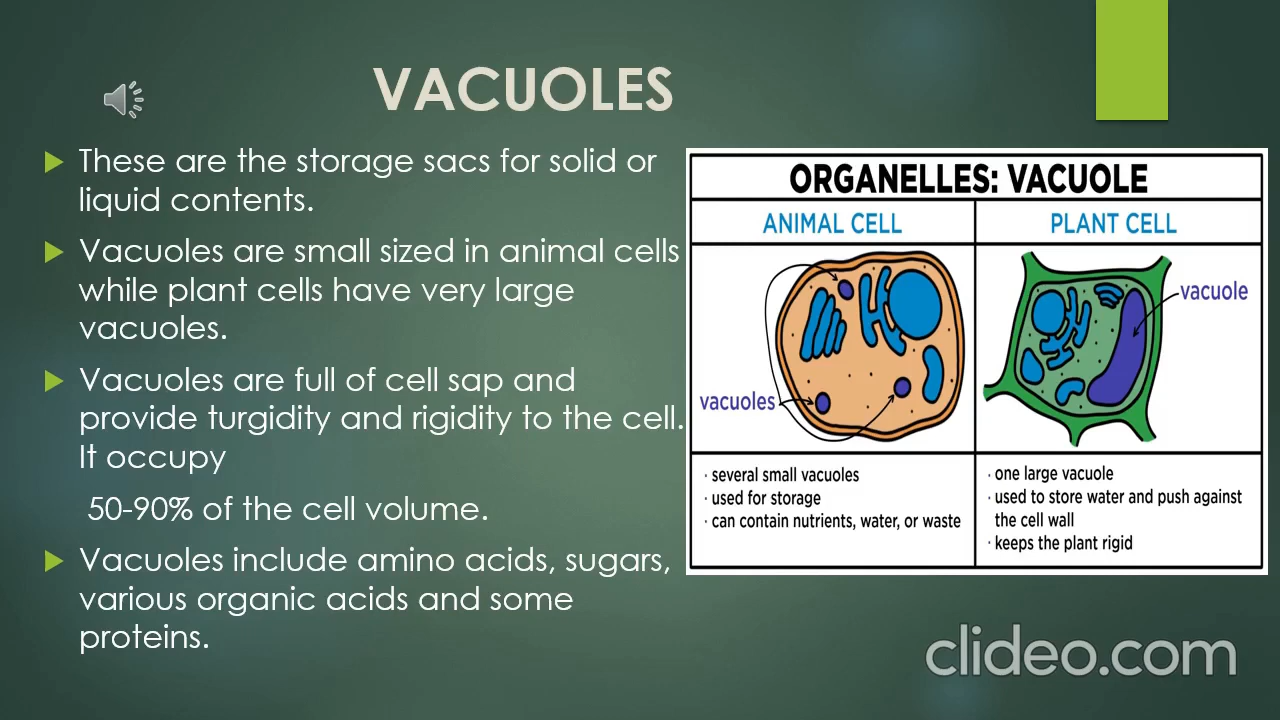 VACUOLES
These are the storage sacs for solid or
liquid contents.
Vacuoles are small sized in animal cells
while plant cells have very large
vacuoles.
Vacuoles are full of cell sap and
provide turgidity and rigidity to the cell.
It occupy
50-90% of the cell volume.
Vacuoles include amino acids, sugars,
various organic acids and some
proteins.
ORGANELLES: VACUOLE
ANIMAL CELL
PLANT CELL
vacuoles
vacuole
· several small vacuoles
· used for storage
· can contain nutrients, water, or waste
· one large vacuole
· used to store water and push against
the cell wall
· keeps the plant rigid
clideo.com